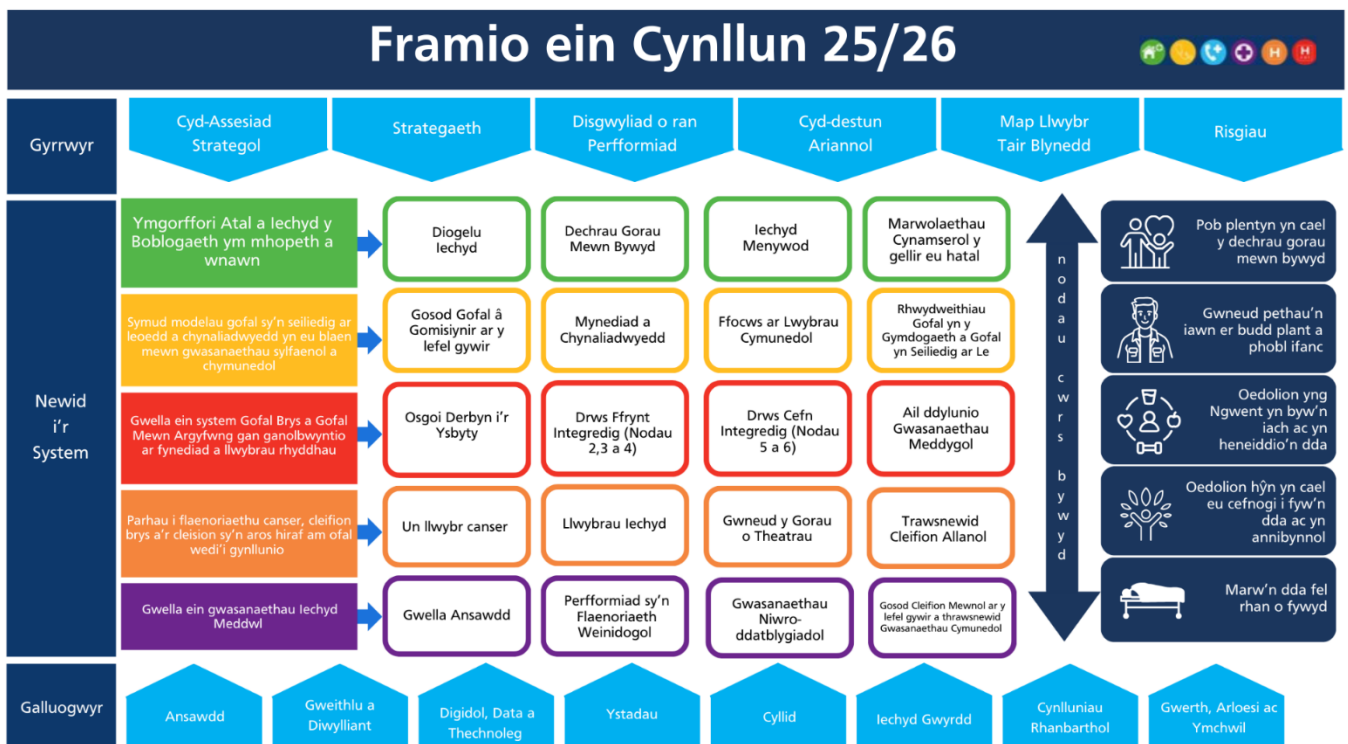 Framio ein Cynllun 25/26
Gyrrwyr
Cyd-Assesiad
Strategol
Strategaeth
Disgwyliad o ran
Perfformiad
Cyd-destun
Ariannol
Map Llwybr
Tair Blynedd
Risgiau
Newid
i'r
System
Ymgorffori Atal a Iechyd y
Boblogaeth ym mhopeth a
wnawn
Diogelu
Iechyd
Dechrau Gorau
Mewn Bywyd
Iechyd
Menywod
Marwolaethau
Cynamserol y
gellir eu hatal
Symud modelau gofal sy'n seiliedig ar
leoedd a chynaliadwyedd yn eu blaen
mewn gwasanaethau sylfaenol a
chymunedol
Gosod Gofal â
Gomisiynir ar y
lefel gywir
Mynediad a
Chynaliadwyedd
Ffocws ar Lwybrau
Cymunedol
Rhwydweithiau
Gofal yn y
Gymdogaeth a Gofal
yn Seiliedig ar Le
Gwella ein system Gofal Brys a Gofal
Mewn Argyfwng gan ganolbwyntio
ar fynediad a llwybrau rhyddhau
Osgoi Derbyn i'r
Ysbyty
Drws Ffrynt
Integredig (Nodau
2,3 a 4)
Drws Cefn
Integredig (Nodau
5 a 6)
Ail ddylunio
Gwasanaethau
Meddygol
Parhau i flaenoriaethu canser, cleifion
brys a'r cleision sy'n aros hiraf am ofal
wedi'i gynllunio
Un llwybr canser
Llwybrau Iechyd
Gwneud y Gorau
o Theatrau
Trawsnewid
Cleifion Allanol
Gwella ein gwasanaethau Iechyd
Meddwl
Gwella Ansawdd
Perfformiad sy'n
Flaenoriaeth
Weinidogol
Gwasanaethau
Niwro-
ddatblygiadol
Gosod Cleifion Mewnol ar y
lefel gywir a thrawsnewid
Gwasanaethau Cymunedol
nodau cwrs bywyd
Pob plentyn yn cael
y dechrau gorau
mewn bywyd
Gwneud pethau'n
iawn er budd plant a
phobl ifanc
Oedolion yng
Ngwent yn byw'n
iach ac yn
heneiddio'n dda
Oedolion hŷn yn cael
eu cefnogi i fyw'n
dda ac yn
annibynnol
Marw'n dda fel
rhan o fywyd
Galluogwyr
Ansawdd
Gweithlu a
Diwylliant
Digidol, Data a
Thechnoleg
Ystadau
Cyllid
Iechyd Gwyrdd
Cynlluniau
Rhanbarthol
Gwerth, Arloesi ac
Ymchwil